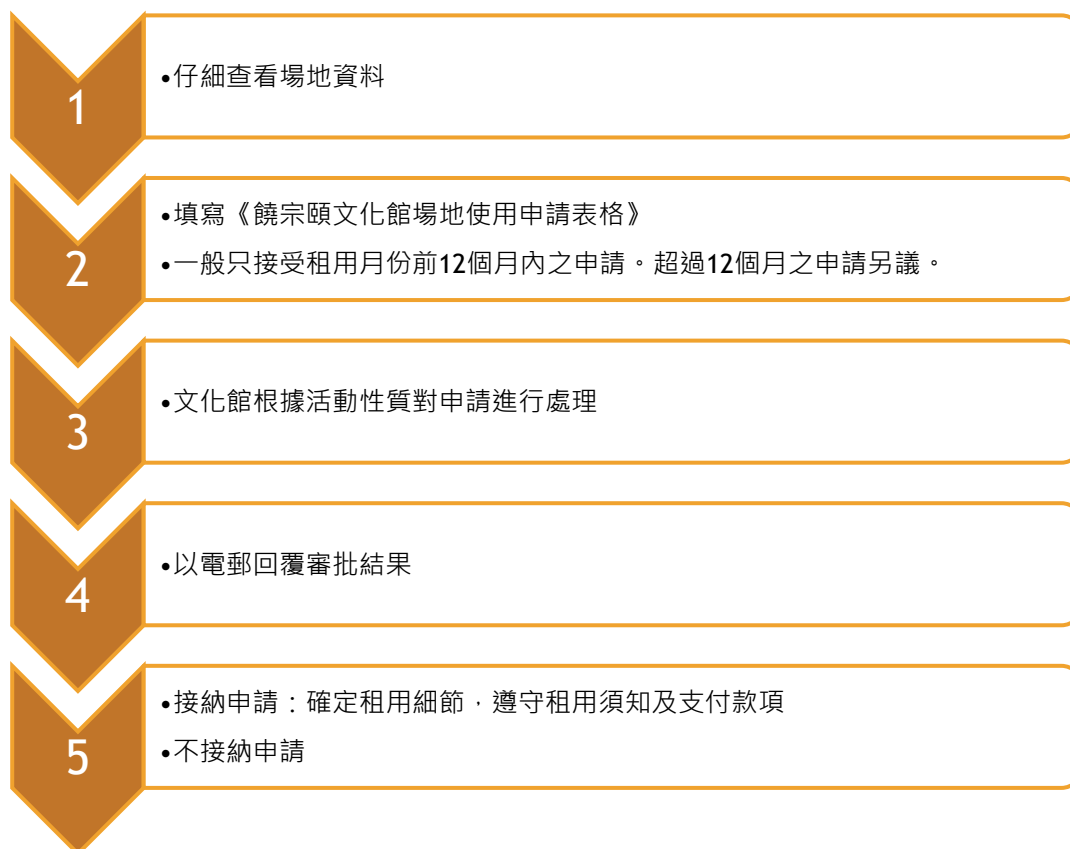 1
•仔細查看場地資料
2
•填寫《饒宗頤文化館場地使用申請表格》
•一般只接受租用月份前12個月內之申請。超過12個月之申請另議。
3
•文化館根據活動性質對申請進行處理
4
•以電郵回覆審批結果
5
•接納申請：確定租用細節，遵守租用須知及支付款項
•不接納申請